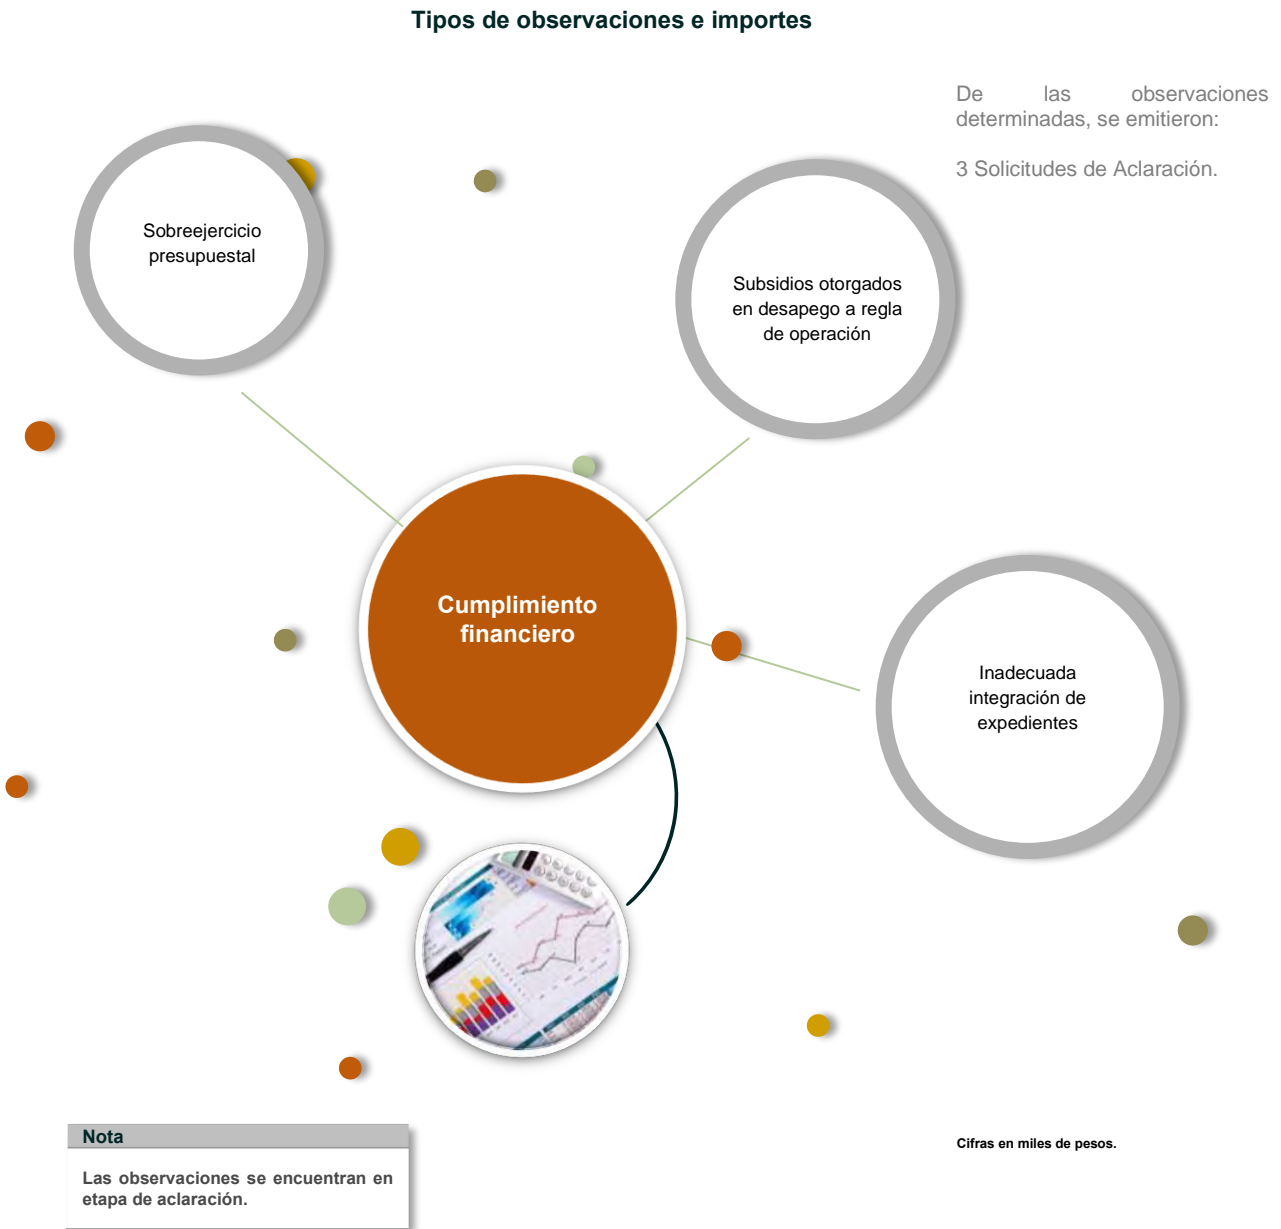 Tipos de observaciones e importes
De las observaciones
determinadas, se emitieron:
3 Solicitudes de Aclaración.
Sobreejercicio
presupuestal
Subsidios otorgados
en desapego a regla
de operación
Cumplimiento
financiero
Inadecuada
integración de
expedientes
Nota
Las observaciones se encuentran en
etapa de aclaración.
Cifras en miles de pesos.